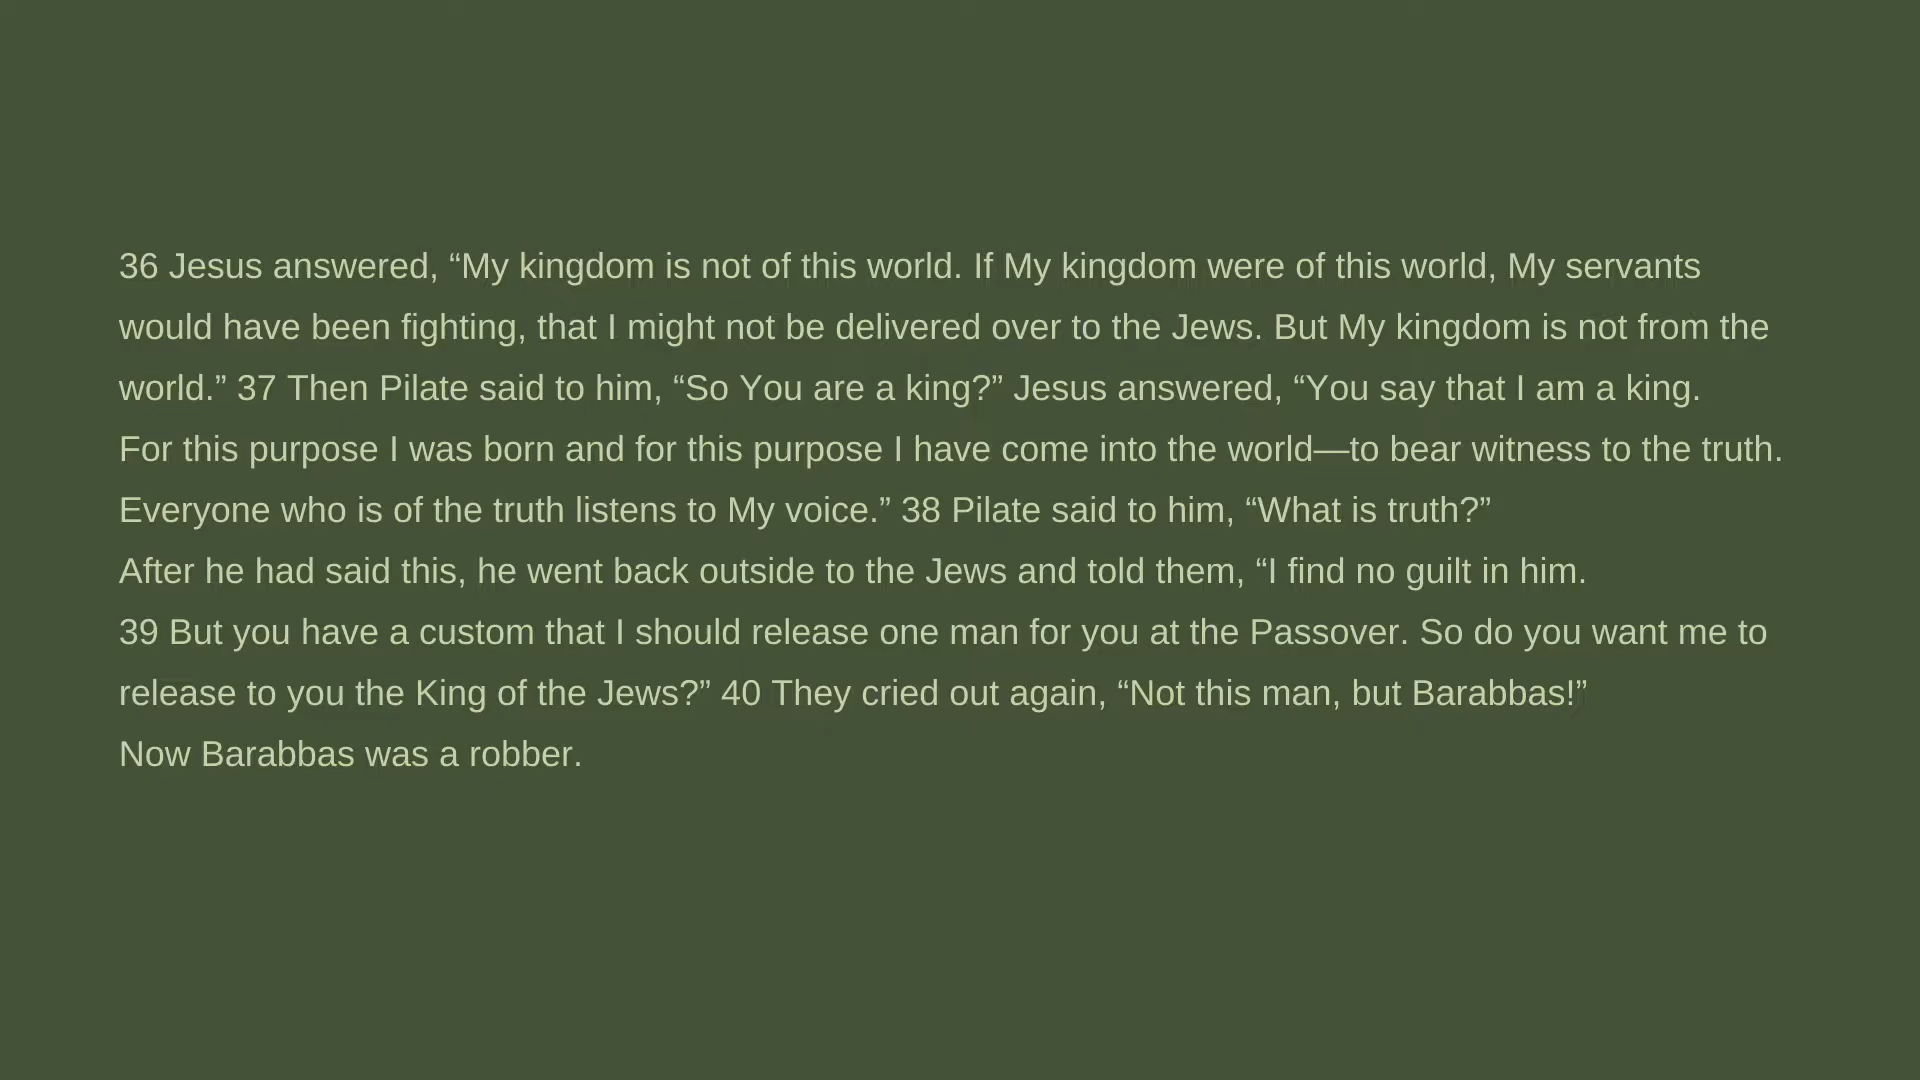 36 Jesus answered, “My kingdom is not of this world. If My kingdom were of this world, My servants
would have been fighting, that I might not be delivered over to the Jews. But My kingdom is not from the
world.” 37 Then Pilate said to him, “So You are a king?” Jesus answered, “You say that I am a king.
For this purpose I was born and for this purpose I have come into the world—to bear witness to the truth.
Everyone who is of the truth listens to My voice.” 38 Pilate said to him, “What is truth?”
After he had said this, he went back outside to the Jews and told them, “I find no guilt in him.
39 But you have a custom that I should release one man for you at the Passover. So do you want me to
release to you the King of the Jews?” 40 They cried out again, “Not this man, but Barabbas!”
Now Barabbas was a robber.